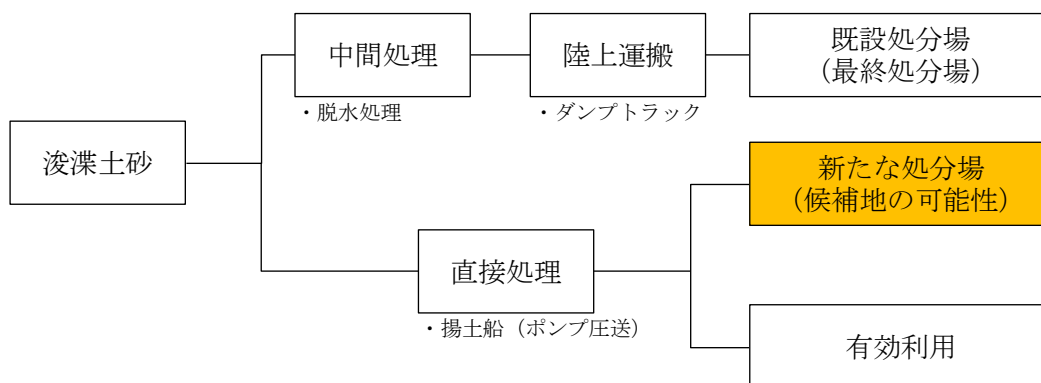 浚渫土砂
中間処理
・脱水処理
陸上運搬
・ダンプトラック
既設処分場
（最終処分場）
直接処理
・揚土船（ポンプ圧送）
新たな処分場
（候補地の可能性）
有効利用